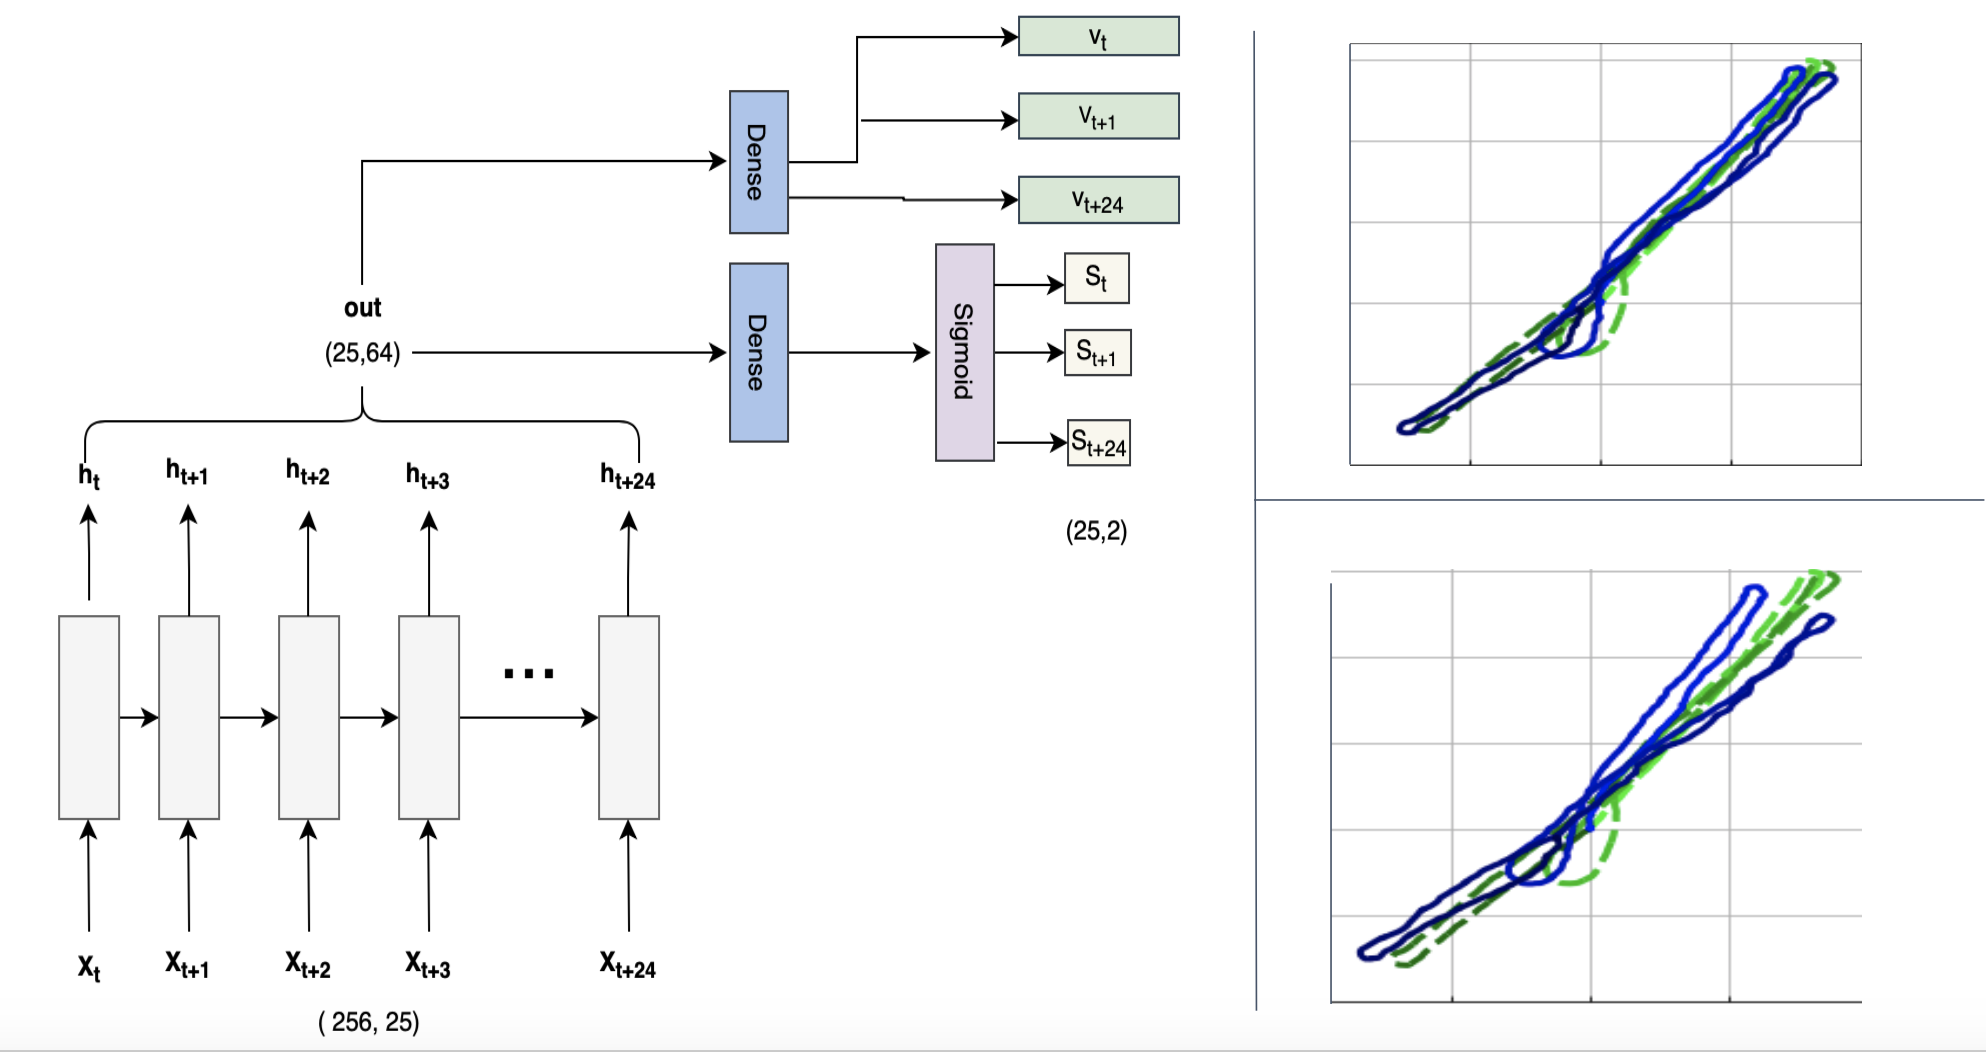 v_t
Dense
v_{t+1}
v_{t+24}
S_t
out
Dense
Sigmoid
(25,64)
S_{t+1}
S_{t+24}
h_t
h_{t+1}
h_{t+2}
h_{t+3}
h_{t+24}
(25,2)
...
X_t
X_{t+1}
X_{t+2}
X_{t+3}
X_{t+24}
( 256, 25)